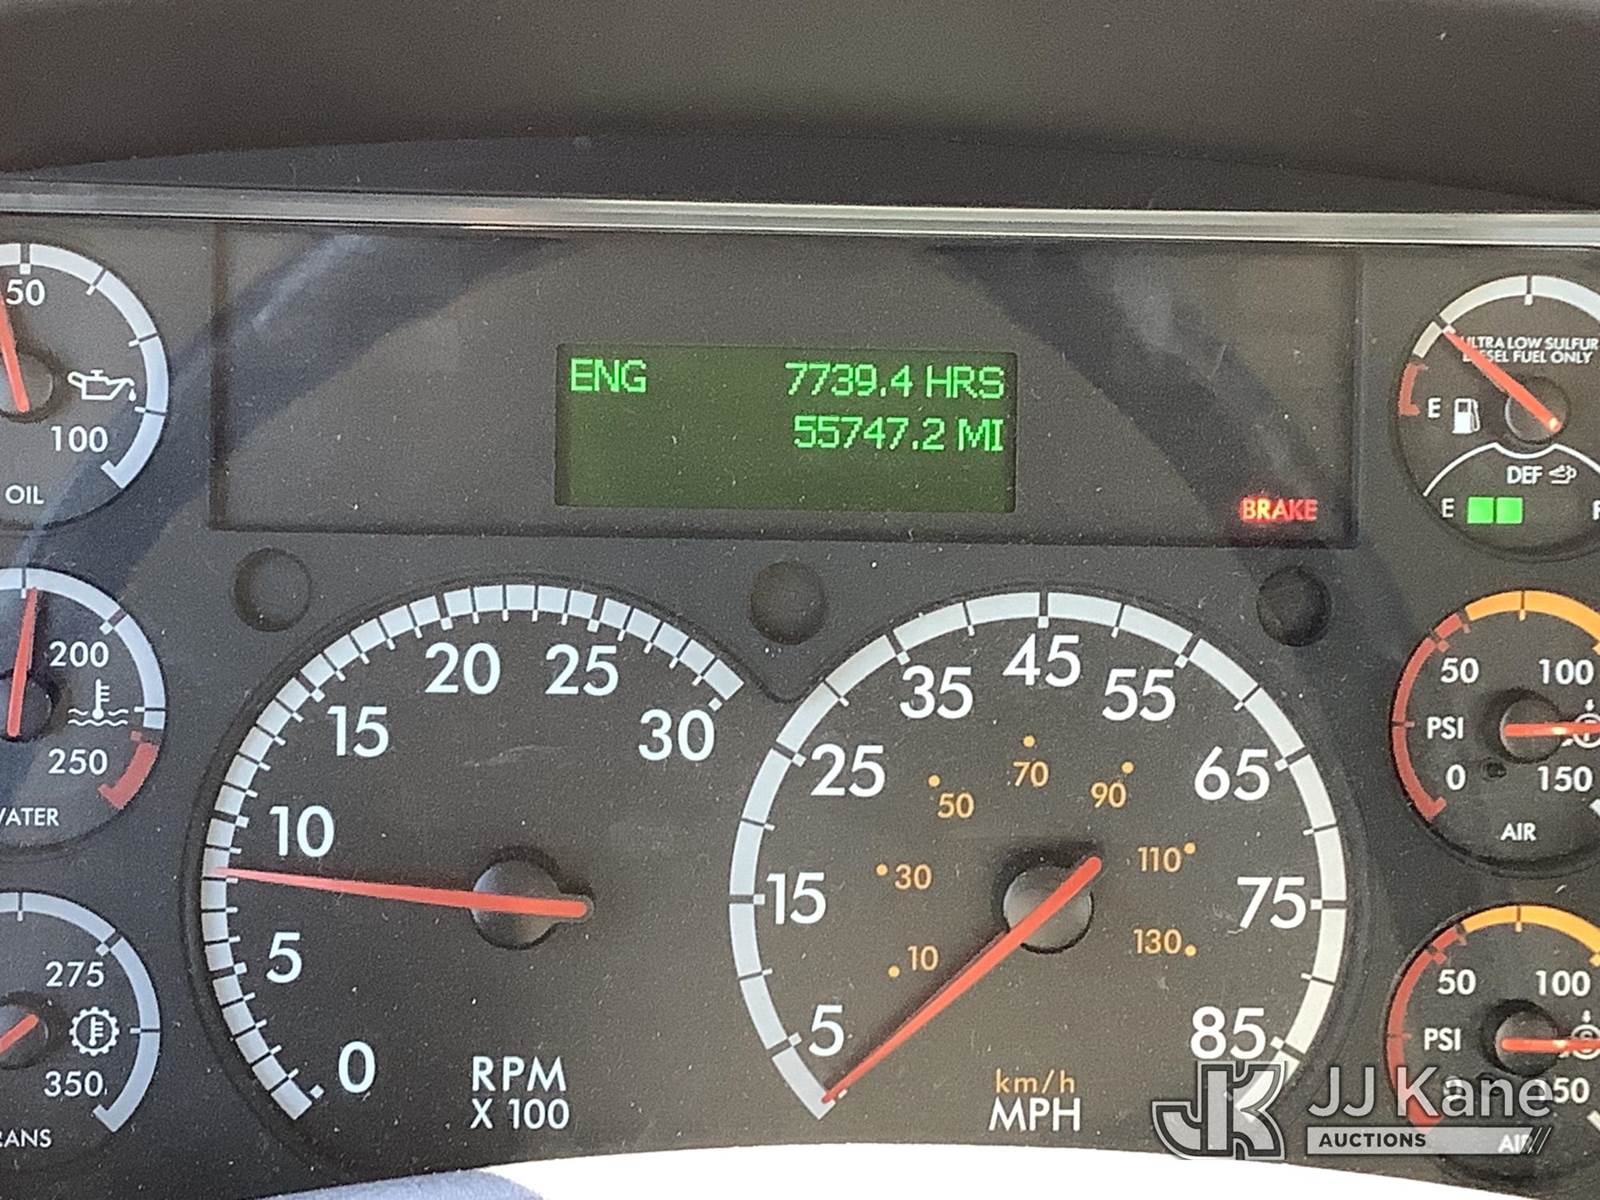 50
100
OIL
ENG 7739.4 HRS
55747.2 MI
BRAKE
ULTRA LOW SULFUR
DIESEL FUEL ONLY
E
DEF
E
200
250
275
350
0
5
10
15
20
25
30
RPM
X 100
5
15
25
35
45
55
65
75
85
10
30
50
70
90
110
130
km/h
MPH
50 100
PSI
0 150
AIR
50 100
PSI
AIR
JJ Kane
AUCTIONS